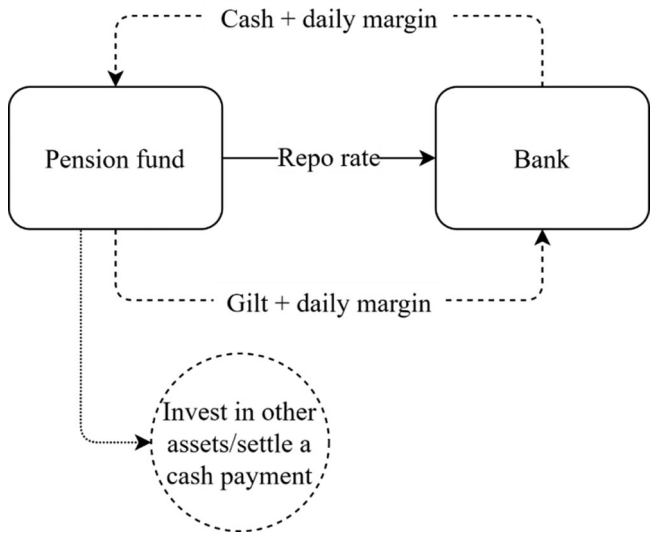 Cash + daily margin
Pension fund
Repo rate
Bank
Gilt + daily margin
Invest in other
assets/settle a
cash payment